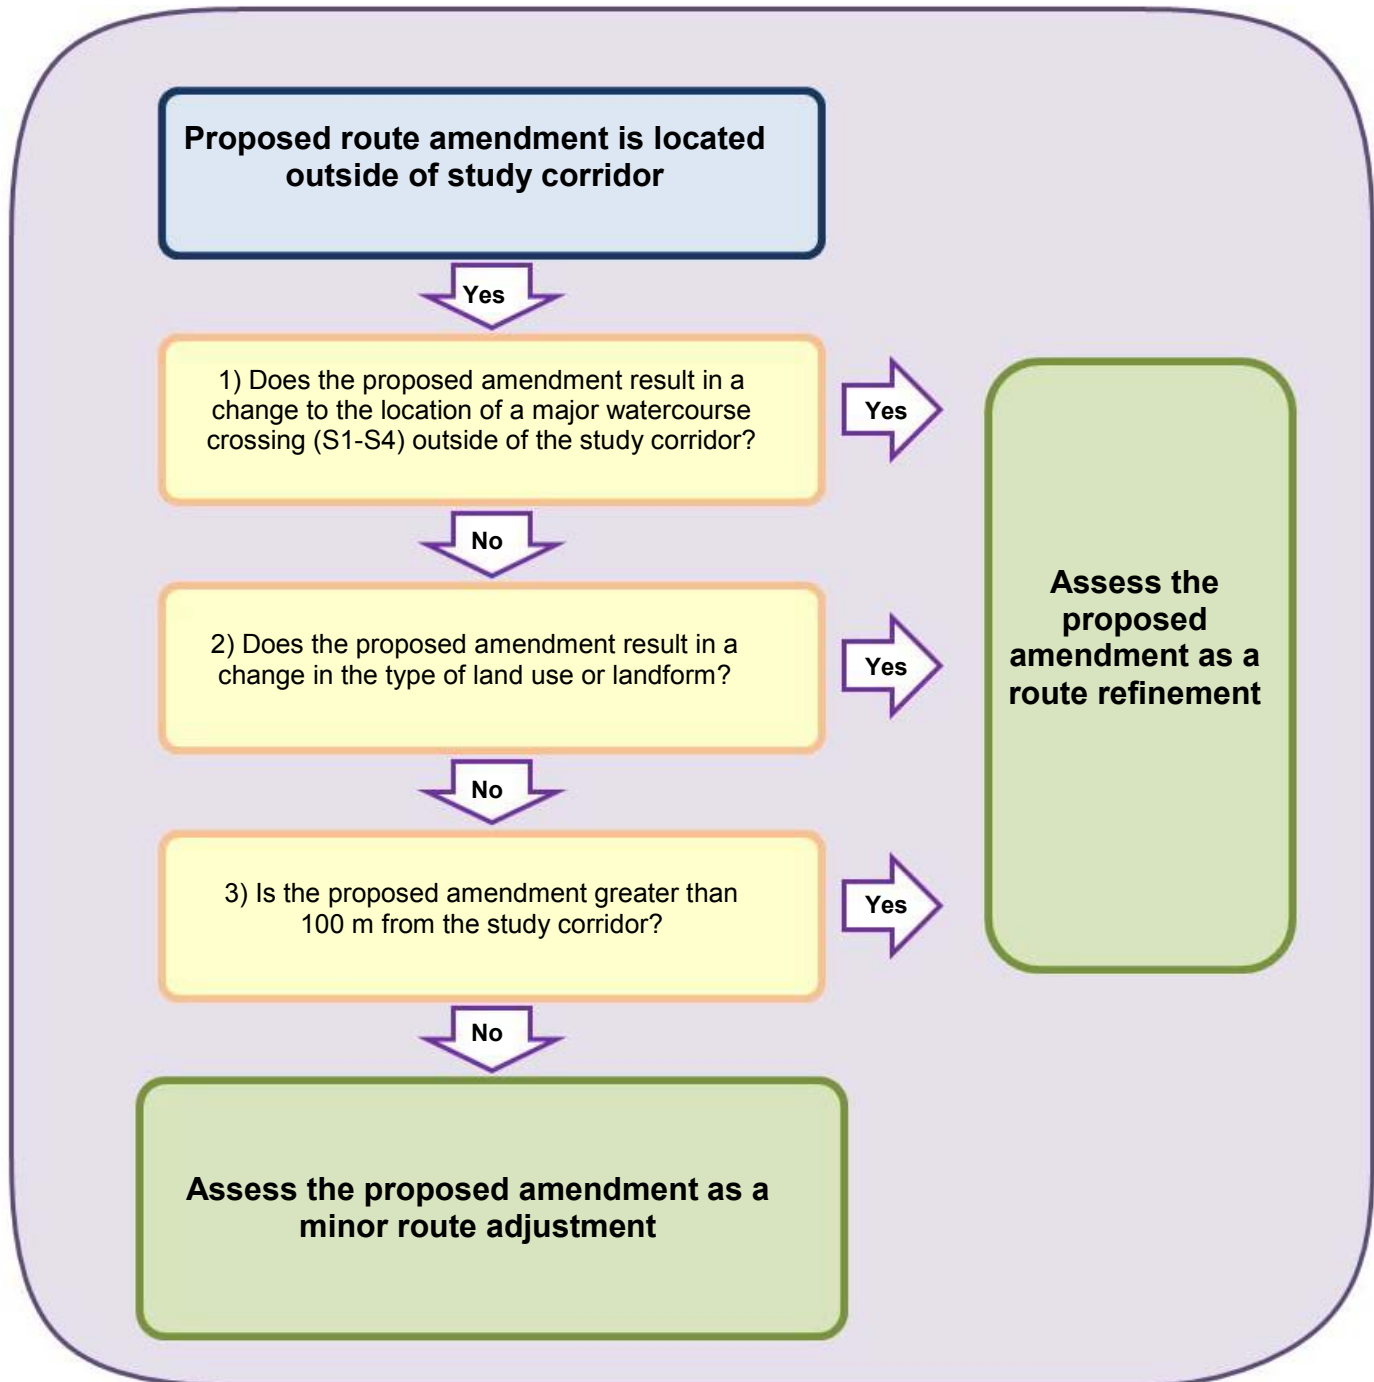 Proposed route amendment is located
outside of study corridor
Yes
1) Does the proposed amendment result in a
change to the location of a major watercourse
crossing (S1-S4) outside of the study corridor?
Yes
No
2) Does the proposed amendment result in a
change in the type of land use or landform?
Yes
No
3) Is the proposed amendment greater than
100 m from the study corridor?
Yes
No
Assess the
proposed
amendment as a
route refinement
Assess the proposed amendment as a
minor route adjustment